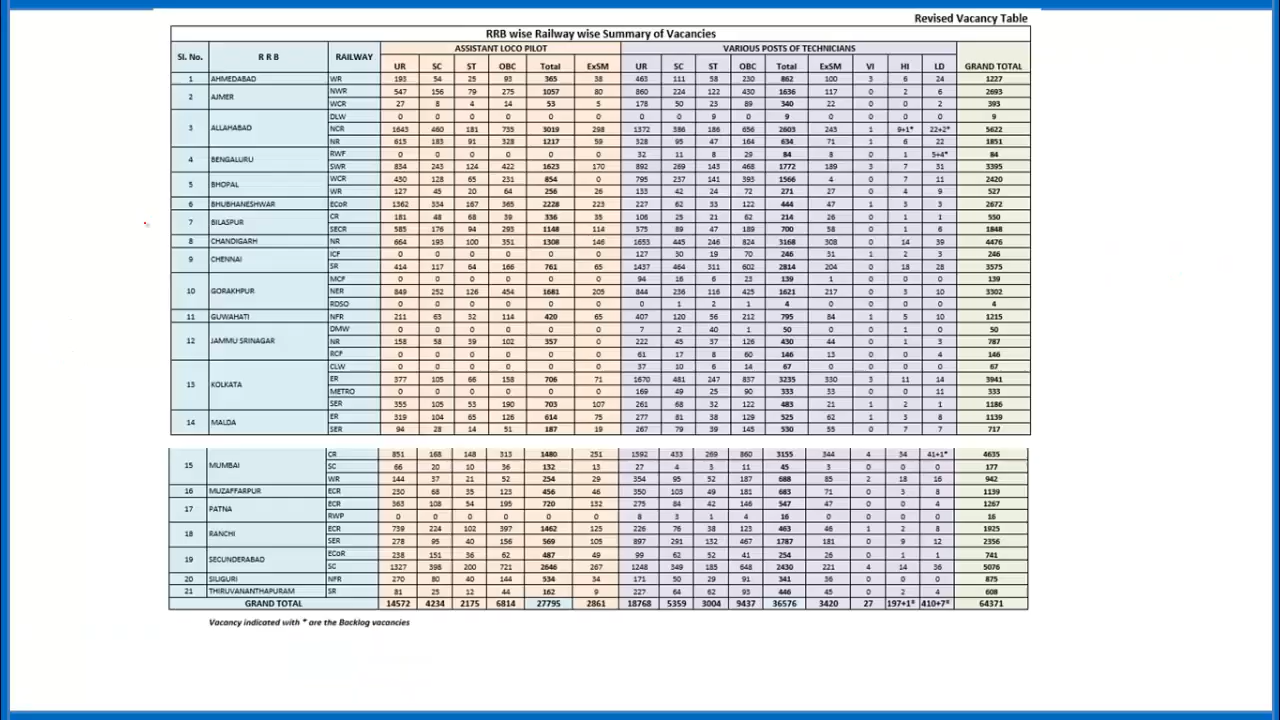 Revised Vacancy Table
RRB wise Railway wise Summary of Vacancies
Sl. No. R R B RAILWAY ASSISTANT LOCO PILOT VARIOUS POSTS OF TECHNICIANS GRAND TOTAL
UR SC ST OBC Total ExSM UR SC ST OBC Total ExSM VI HI LD
1 AHMEDABAD WR 193 54 25 93 365 38 463 111 58 230 862 100 3 6 24 1227
2 AJMER NWR 547 156 79 275 1057 80 860 224 122 430 1636 117 0 2 6 2693
WCR 27 8 4 14 53 5 178 50 23 89 340 22 0 0 2 393
3 ALLAHABAD DLW 0 0 0 0 0 0 0 0 9 0 9 0 0 0 0 9
NCR 1643 460 181 735 3019 298 1372 386 186 656 2603 243 1 9+1* 22+2* 5622
NR 615 183 91 328 1217 59 328 95 47 164 634 71 1 6 22 1851
4 BENGALURU RWF 0 0 0 0 0 0 32 11 8 29 84 8 0 1 5+4* 84
SWR 834 243 124 422 1623 170 892 269 143 468 1772 189 3 7 31 3395
5 BHOPAL WCR 430 128 65 231 854 0 795 237 141 393 1566 4 0 7 11 2420
WR 127 45 20 64 256 26 133 42 24 72 271 27 0 4 9 527
6 BHUBHANESHWAR ECoR 1362 334 167 365 2228 223 227 62 33 122 444 47 1 3 3 2672
7 BILASPUR CR 181 48 68 39 336 35 106 25 21 62 214 26 0 1 1 550
SECR 585 176 94 293 1148 114 375 89 47 189 700 58 0 1 6 1848
8 CHANDIGARH NR 664 193 100 351 1308 146 1653 445 246 824 3168 308 0 14 39 4476
9 CHENNAI ICF 0 0 0 0 0 0 127 30 19 70 246 31 1 2 3 246
SR 414 117 64 166 761 65 1437 464 311 602 2814 204 0 18 28 3575
10 GORAKHPUR MCF 0 0 0 0 0 0 94 16 6 23 139 1 0 0 0 139
NER 849 252 126 454 1681 205 844 236 116 425 1621 217 0 3 10 3302
RDSO 0 0 0 0 0 0 0 1 2 1 4 0 0 0 0 4
11 GUWAHATI NFR 211 63 32 114 420 65 407 120 56 212 795 84 1 5 10 1215
12 JAMMU SRINAGAR DMW 0 0 0 0 0 0 7 2 40 1 50 0 0 1 0 50
NR 158 58 39 102 357 0 222 45 37 126 430 44 0 1 3 787
RCF 0 0 0 0 0 0 61 17 8 60 146 13 0 0 4 146
13 KOLKATA CLW 0 0 0 0 0 0 37 10 6 14 67 0 0 0 0 67
ER 377 105 66 158 706 71 1670 481 247 837 3235 330 3 11 14 3941
METRO 0 0 0 0 0 0 169 49 25 90 333 33 0 0 11 333
SER 355 105 53 190 703 107 261 68 32 122 483 21 1 2 1 1186
14 MALDA ER 319 104 65 126 614 75 277 81 38 129 525 62 1 3 8 1139
SER 94 28 14 51 187 19 267 79 39 145 530 55 0 7 7 717
15 MUMBAI CR 851 168 148 313 1480 251 1592 433 269 860 3155 344 4 34 41+1* 4635
SC 66 20 10 36 132 13 27 4 3 11 45 3 0 0 0 177
WR 144 37 21 52 254 29 354 95 52 187 688 85 2 18 16 942
16 MUZAFFARPUR ECR 230 68 35 123 456 46 350 103 49 181 683 71 0 3 8 1139
17 PATNA ECR 363 108 54 195 720 132 275 84 42 146 547 47 0 0 4 1267
RWP 0 0 0 0 0 0 8 3 1 4 16 0 0 0 0 16
18 RANCHI ECR 739 224 102 397 1462 125 226 76 38 123 463 46 1 2 8 1925
SER 278 95 40 156 569 105 897 291 132 467 1787 181 0 9 12 2356
19 SECUNDERABAD ECoR 238 151 36 62 487 49 99 62 52 41 254 26 0 1 1 741
SC 1327 398 200 721 2646 267 1248 349 185 648 2430 221 4 14 36 5076
20 SILIGURI NFR 270 80 40 144 534 34 171 50 29 91 341 36 0 0 0 875
21 THIRUVANANTHAPURAM SR 81 25 12 44 162 9 227 64 62 93 446 45 0 2 4 608
GRAND TOTAL 14572 4234 2175 6814 27795 2861 18768 5359 3004 9437 36576 3420 27 197+1* 410+7* 64371
Vacancy indicated with * are the Backlog vacancies